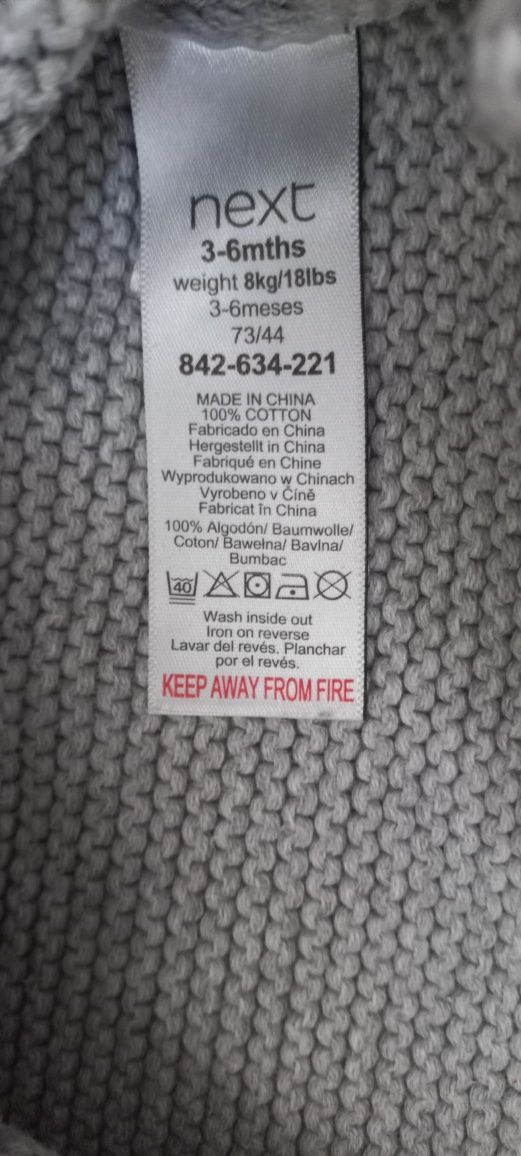 next
3-6mths
weight 8kg/18lbs
3-6meses
73/44
842-634-221
MADE IN CHINA
100% COTTON
Fabricado en China
Hergestellt in China
Fabriqué en Chine
Wyprodukowano w Chinach
Vyrobeno v Číně
Fabricat în China
100% Algodón/ Baumwolle/
Coton/ Bawełna/ Bavlna/
Bumbac
40
Wash inside out
Iron on reverse
Lavar del revés. Planchar
por el revés.
KEEP AWAY FROM FIRE